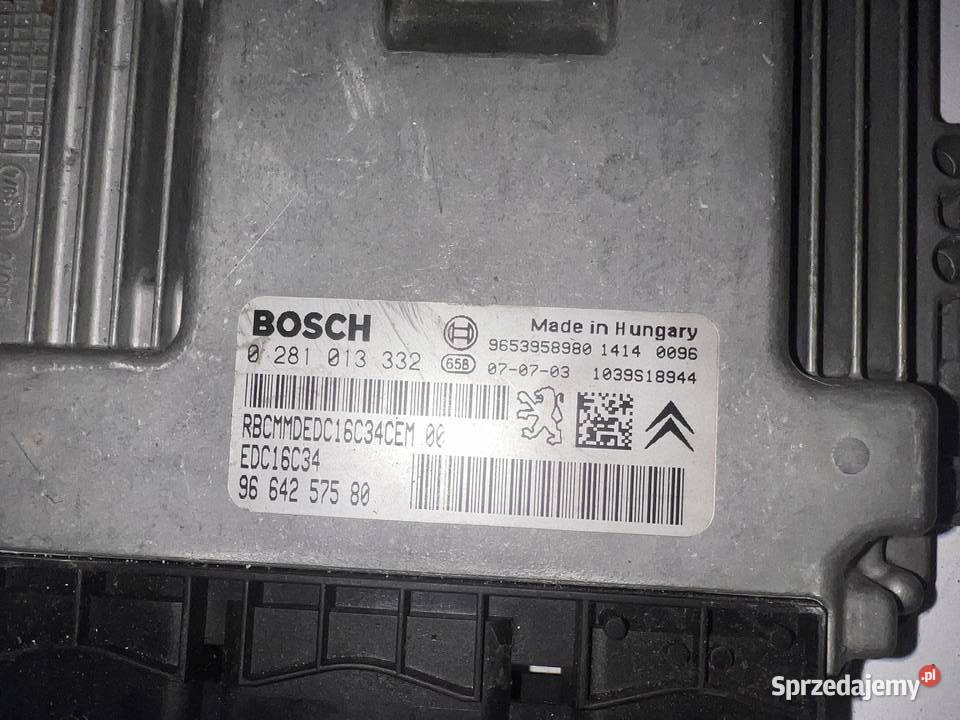 BOSCH
Made in Hungary
9653958980 1414 0096
0 281 013 332 65B 07-07-03 1039S18944
RBCMMDEDC16C34CEM 00
EDC16C34
96 642 575 80
Sprzedajemy.pl